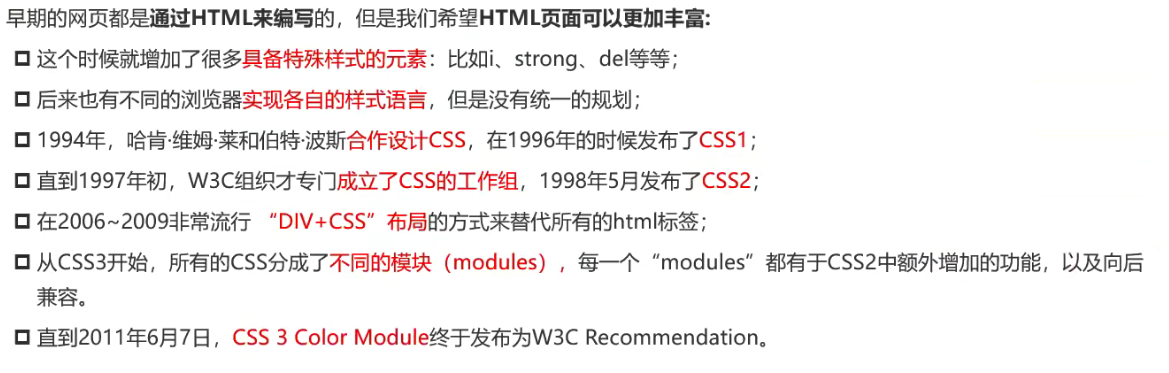 早期的网页都是通过HTML来编写的，但是我们希望HTML页面可以更加丰富:
这个时候就增加了很多具备特殊样式的元素：比如i、strong、del等等；
后来也有不同的浏览器实现各自的样式语言，但是没有统一的规划；
1994年，哈肯·维姆·莱和伯特·波斯合作设计CSS，在1996年的时候发布了CSS1；
直到1997年初，W3C组织才专门成立了CSS的工作组，1998年5月发布了CSS2；
在2006~2009非常流行 “DIV+CSS”布局的方式来替代所有的html标签；
从CSS3开始，所有的CSS分成了不同的模块（modules），每一个“modules”都有于CSS2中额外增加的功能，以及向后
兼容。
直到2011年6月7日，CSS 3 Color Module终于发布为W3C Recommendation。